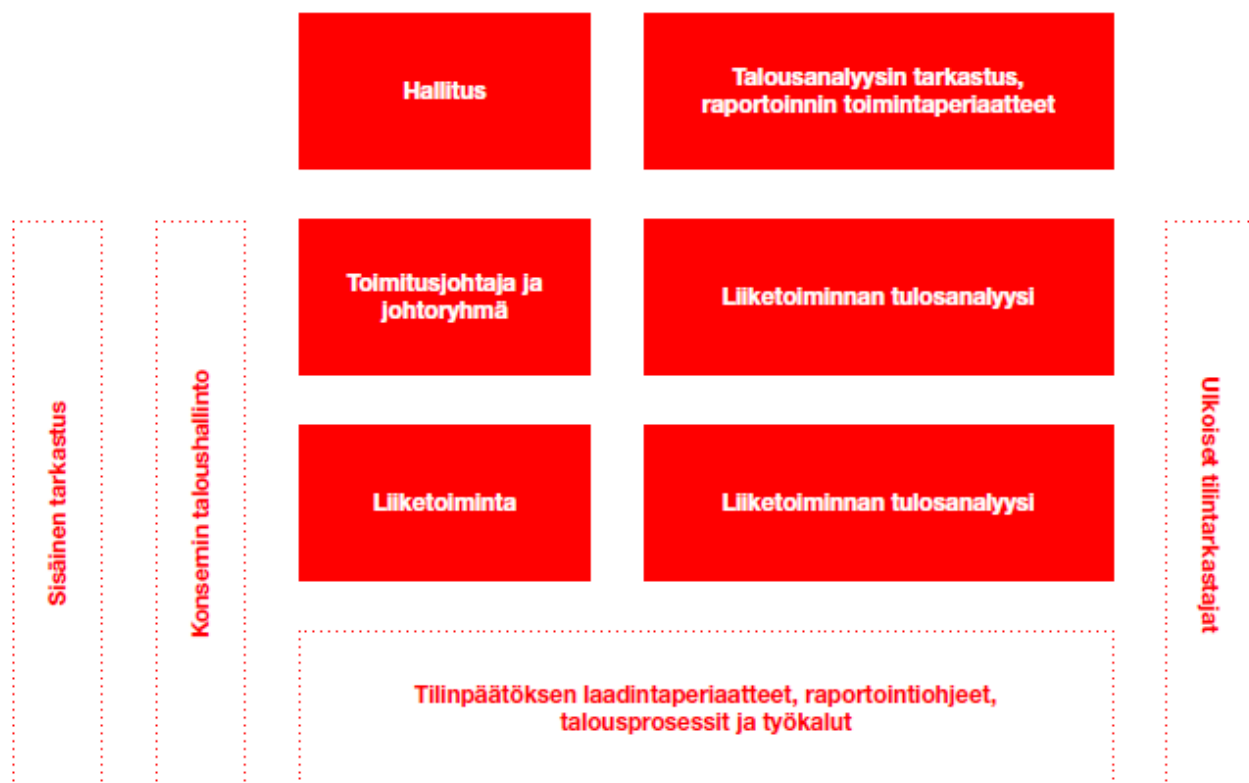 Hallitus
Talousanalyysin tarkastus,
raportoinnin toimintaperiaatteet
Toimitusjohtaja ja
johtoryhmä
Liiketoiminnan tulosanalyysi
Liiketoiminta
Liiketoiminnan tulosanalyysi
Sisäinen tarkastus
Konsernin taloushallinto
Ulkoiset tilintarkastajat
Tilinpäätöksen laadintaperiaatteet, raportointiohjeet,
talousprosessit ja työkalut